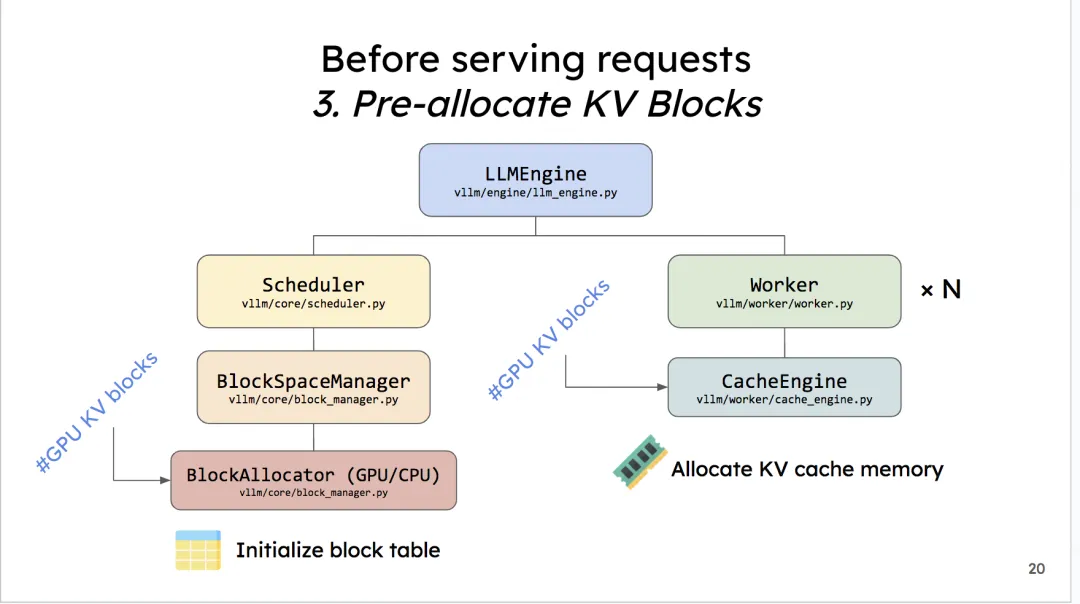 Before serving requests
3. Pre-allocate KV Blocks
LLMEngine
vllm/engine/llm_engine.py
Scheduler
vllm/core/scheduler.py
Worker
vllm/worker/worker.py
× N
#GPU KV blocks
BlockSpaceManager
vllm/core/block_manager.py
#GPU KV blocks
CacheEngine
vllm/worker/cache_engine.py
BlockAllocator (GPU/CPU)
vllm/core/block_manager.py
Allocate KV cache memory
Initialize block table
20